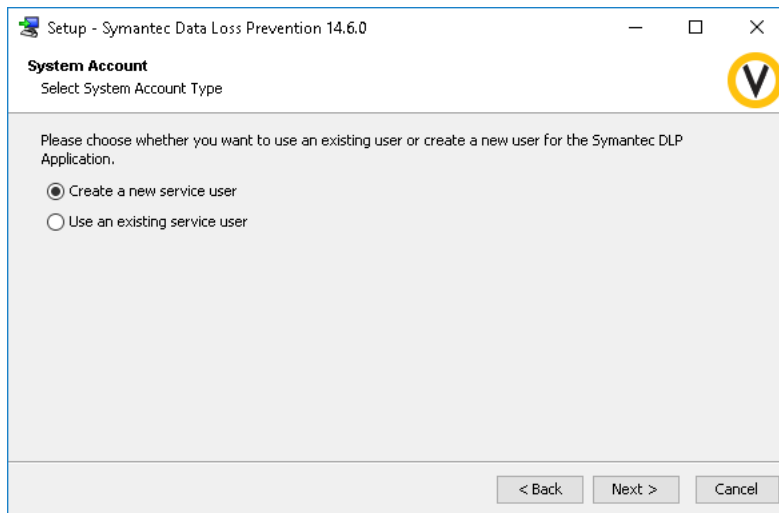 Setup - Symantec Data Loss Prevention 14.6.0
System Account
Select System Account Type
Please choose whether you want to use an existing user or create a new user for the Symantec DLP
Application.
Create a new service user
Use an existing service user
< Back
Next >
Cancel